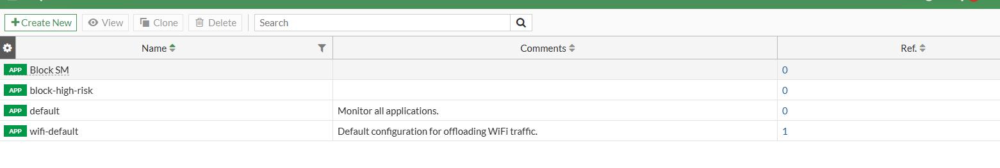 Create New View Clone Delete Search
Name Comments Ref.
APP Block SM 0
APP block-high-risk 0
APP default Monitor all applications. 0
APP wifi-default Default configuration for offloading WiFi traffic. 1